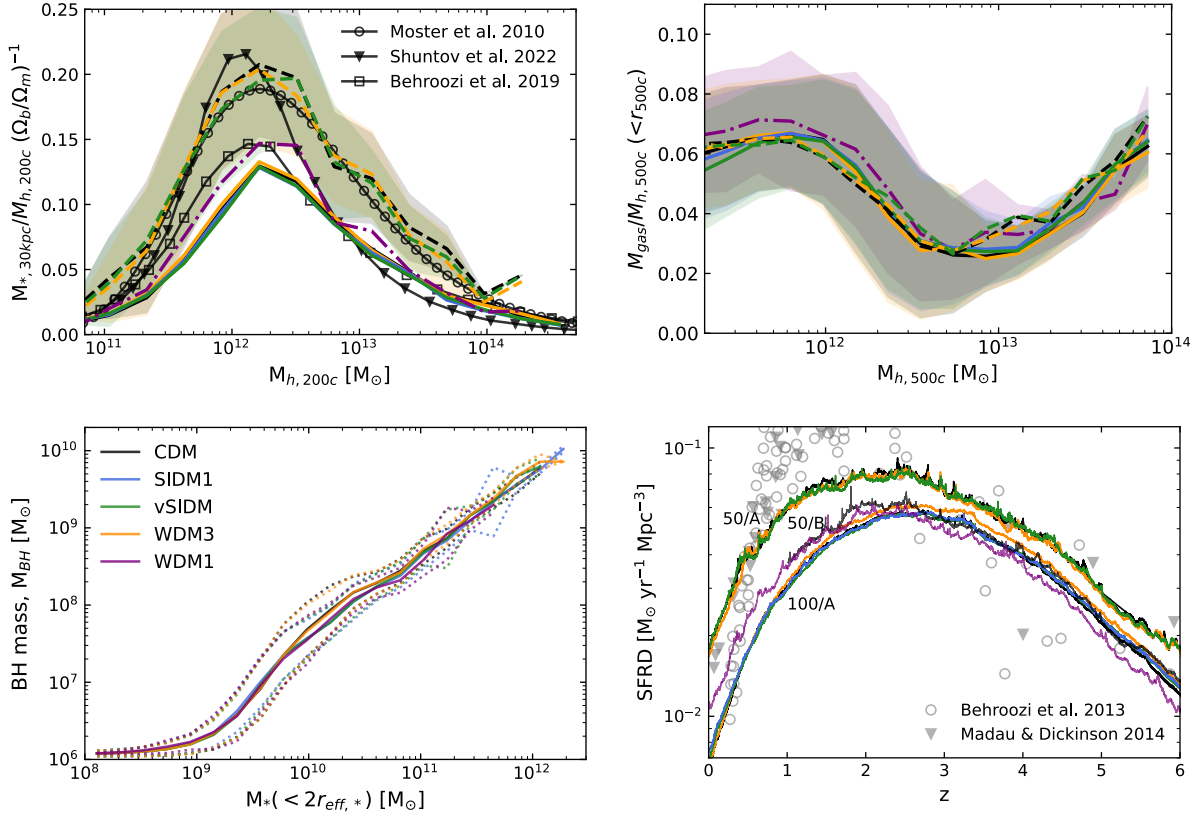 0.25
0.20
0.15
0.10
0.05
0.00
M*,30kpc/Mh,200c (Ωb/Ωm)−1
Moster et al. 2010
Shuntov et al. 2022
Behroozi et al. 2019
10^11
10^12
10^13
10^14
Mh,200c [M⊙]
0.10
0.08
0.06
0.04
0.02
0.00
Mgas/Mh,500c (<r500c)
10^12
10^13
10^14
Mh,500c [M⊙]
10^10
10^9
10^8
10^7
10^6
BH mass, MBH [M⊙]
CDM
SIDM1
vSIDM
WDM3
WDM1
10^8
10^9
10^10
10^11
10^12
M*(<2reff,*) [M⊙]
10−1
10−2
SFRD [M⊙ yr−1 Mpc−3]
50/A
50/B
100/A
Behroozi et al. 2013
Madau & Dickinson 2014
0
1
2
3
4
5
6
z